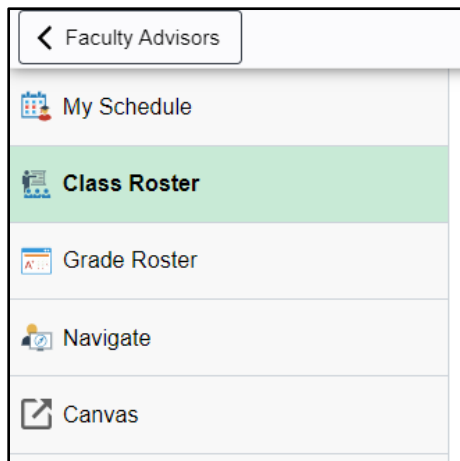 Faculty Advisors
My Schedule
Class Roster
Grade Roster
Navigate
Canvas